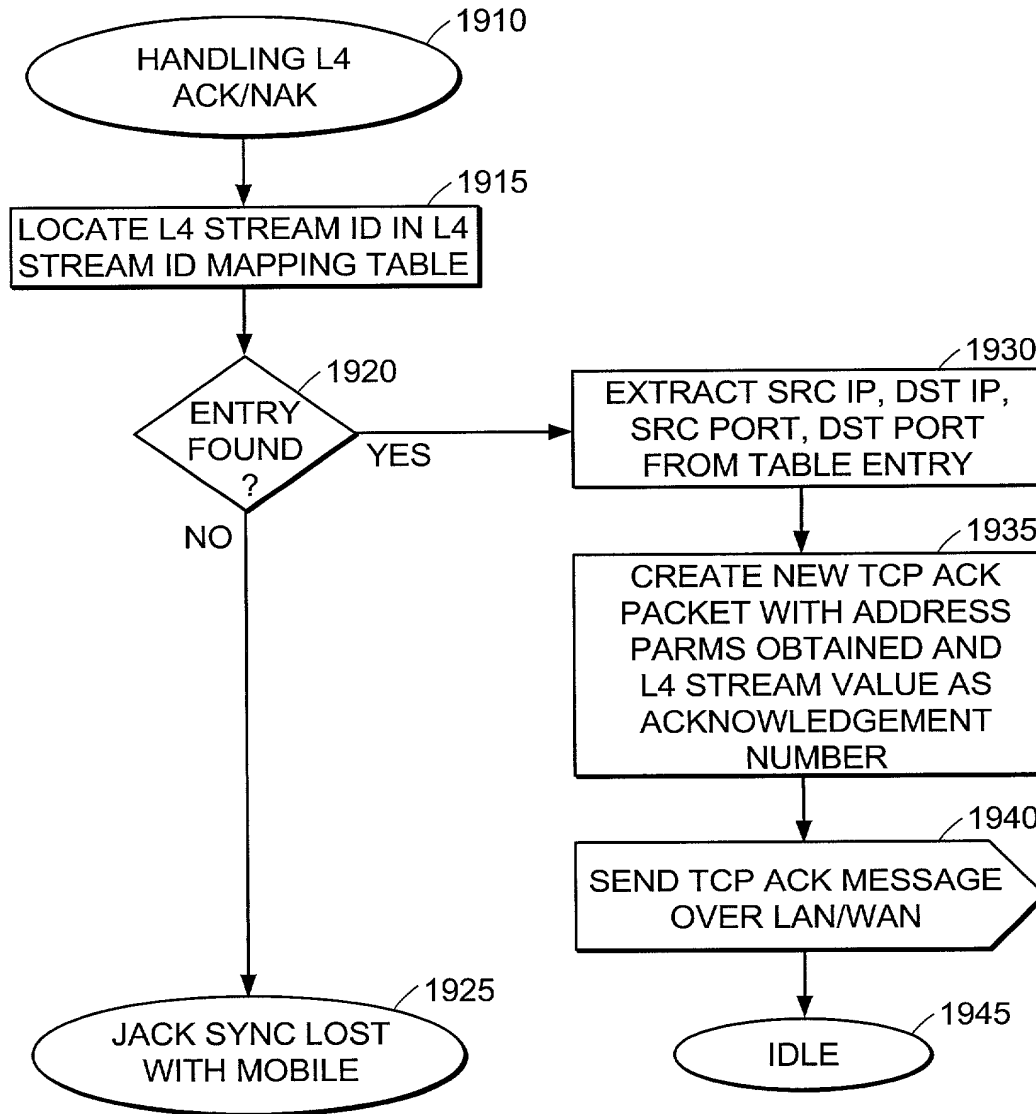 1910
HANDLING L4
ACK/NAK
1915
LOCATE L4 STREAM ID IN L4
STREAM ID MAPPING TABLE
1920
ENTRY
FOUND
?
YES
NO
1930
EXTRACT SRC IP, DST IP,
SRC PORT, DST PORT
FROM TABLE ENTRY
1935
CREATE NEW TCP ACK
PACKET WITH ADDRESS
PARMS OBTAINED AND
L4 STREAM VALUE AS
ACKNOWLEDGEMENT
NUMBER
1940
SEND TCP ACK MESSAGE
OVER LAN/WAN
1925
JACK SYNC LOST
WITH MOBILE
1945
IDLE